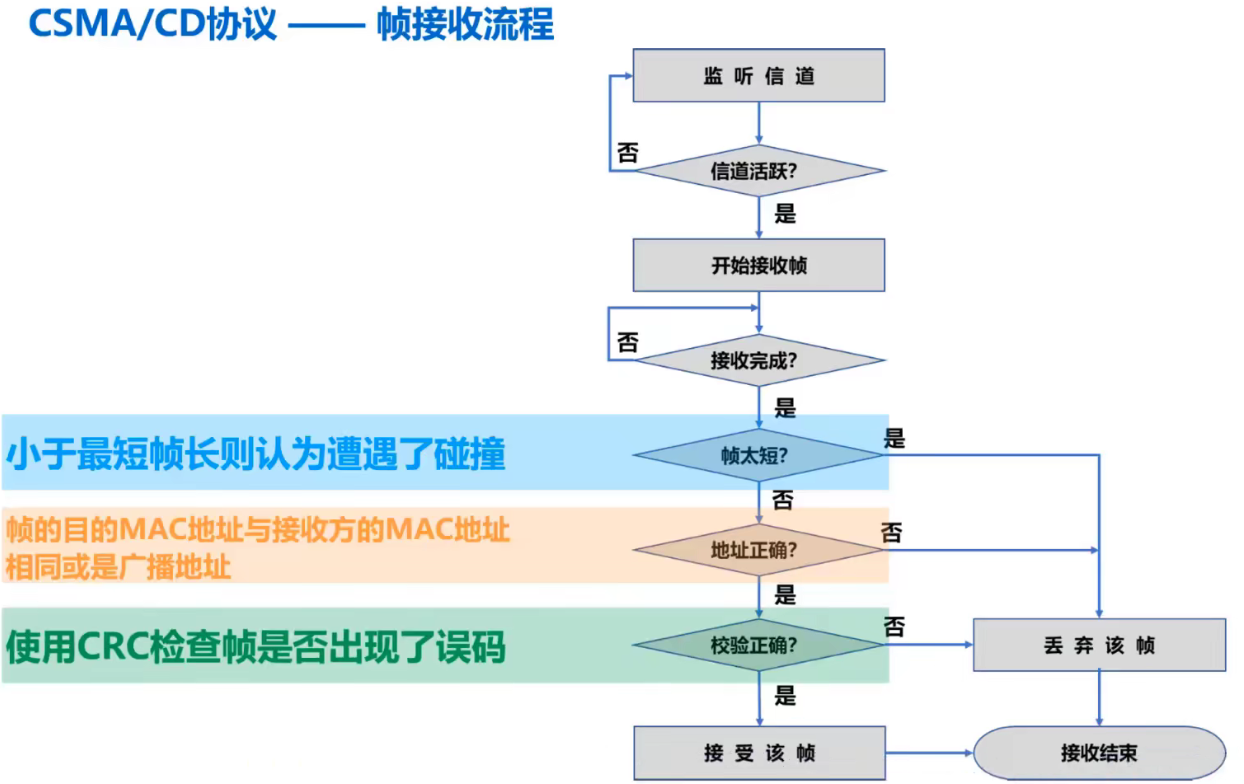 CSMA/CD协议 —— 帧接收流程
监听信道
否
信道活跃?
是
开始接收帧
否
接收完成?
是
小于最短帧长则认为遭遇了碰撞
帧太短?
是
否
帧的目的MAC地址与接收方的MAC地址
相同或是广播地址
地址正确?
否
是
使用CRC检查帧是否出现了误码
校验正确?
否
丢弃该帧
是
接受该帧
接收结束